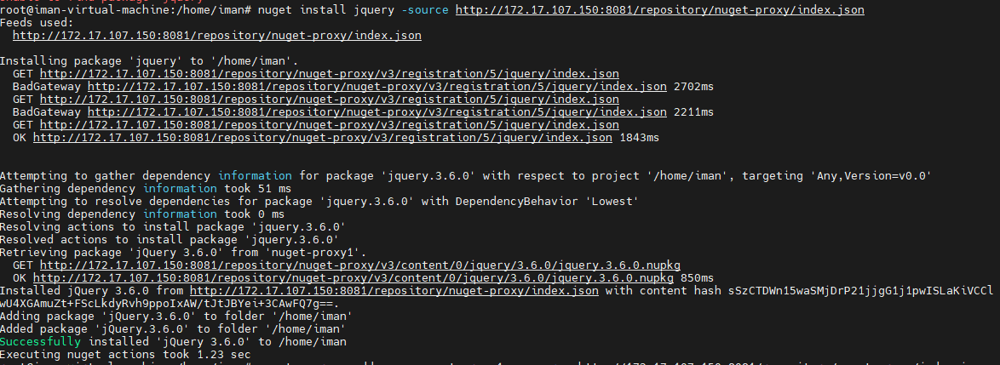 root@iman-virtual-machine:/home/iman# nuget install jquery -source http://172.17.107.150:8081/repository/nuget-proxy/index.json
Feeds used:
  http://172.17.107.150:8081/repository/nuget-proxy/index.json

Installing package 'jquery' to '/home/iman'.
  GET http://172.17.107.150:8081/repository/nuget-proxy/v3/registration/5/jquery/index.json
  BadGateway http://172.17.107.150:8081/repository/nuget-proxy/v3/registration/5/jquery/index.json 2702ms
  GET http://172.17.107.150:8081/repository/nuget-proxy/v3/registration/5/jquery/index.json
  BadGateway http://172.17.107.150:8081/repository/nuget-proxy/v3/registration/5/jquery/index.json 2211ms
  GET http://172.17.107.150:8081/repository/nuget-proxy/v3/registration/5/jquery/index.json
  OK http://172.17.107.150:8081/repository/nuget-proxy/v3/registration/5/jquery/index.json 1843ms

Attempting to gather dependency information for package 'jquery.3.6.0' with respect to project '/home/iman', targeting 'Any,Version=v0.0'
Gathering dependency information took 51 ms
Attempting to resolve dependencies for package 'jquery.3.6.0' with DependencyBehavior 'Lowest'
Resolving dependency information took 0 ms
Resolving actions to install package 'jquery.3.6.0'
Resolved actions to install package 'jquery.3.6.0'
Retrieving package 'jQuery 3.6.0' from 'nuget-proxy1'.
  GET http://172.17.107.150:8081/repository/nuget-proxy/v3/content/0/jquery/3.6.0/jquery.3.6.0.nupkg
  OK http://172.17.107.150:8081/repository/nuget-proxy/v3/content/0/jquery/3.6.0/jquery.3.6.0.nupkg 850ms
Installed jQuery 3.6.0 from http://172.17.107.150:8081/repository/nuget-proxy/index.json with content hash sSzCTDWn15waSMjDrP21jjgG1j1pwISLaKiVCCl
wU4XGAmuZt+FScLkdyRvh9ppoIxAW/tJtJBYei+3CAwFQ7g==.
Adding package 'jQuery.3.6.0' to folder '/home/iman'
Added package 'jQuery.3.6.0' to folder '/home/iman'
Successfully installed 'jQuery 3.6.0' to /home/iman
Executing nuget actions took 1.23 sec